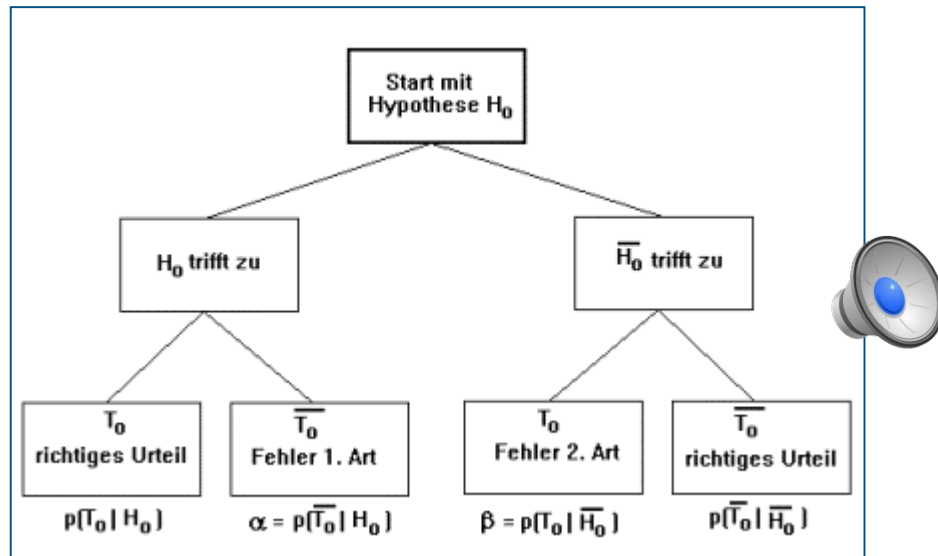 Start mit
Hypothese H₀
H₀ trifft zu
H̅₀̅ trifft zu
T₀
richtiges Urteil
T̅₀̅
Fehler 1. Art
T₀
Fehler 2. Art
T̅₀̅
richtiges Urteil
p(T₀ | H₀)
α = p(T̅₀̅ | H₀)
β = p(T₀ | H̅₀̅)
p(T̅₀̅ | H̅₀̅)